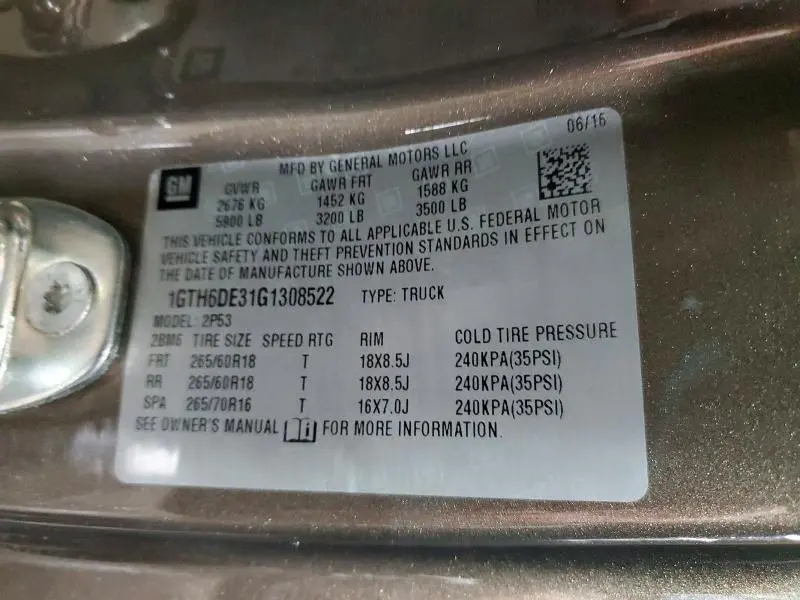 06/16
MFD BY GENERAL MOTORS LLC
GM
GVWR GAWR FRT GAWR RR
2676 KG 1452 KG 1588 KG
5900 LB 3200 LB 3500 LB
THIS VEHICLE CONFORMS TO ALL APPLICABLE U.S. FEDERAL MOTOR
VEHICLE SAFETY AND THEFT PREVENTION STANDARDS IN EFFECT ON
THE DATE OF MANUFACTURE SHOWN ABOVE.
1GTH6DE31G1308522 TYPE: TRUCK
MODEL: 2P53
2BM6 TIRE SIZE SPEED RTG RIM COLD TIRE PRESSURE
FRT 265/60R18 T 18X8.5J 240KPA(35PSI)
RR 265/60R18 T 18X8.5J 240KPA(35PSI)
SPA 265/70R16 T 16X7.0J 240KPA(35PSI)
SEE OWNER'S MANUAL i FOR MORE INFORMATION.